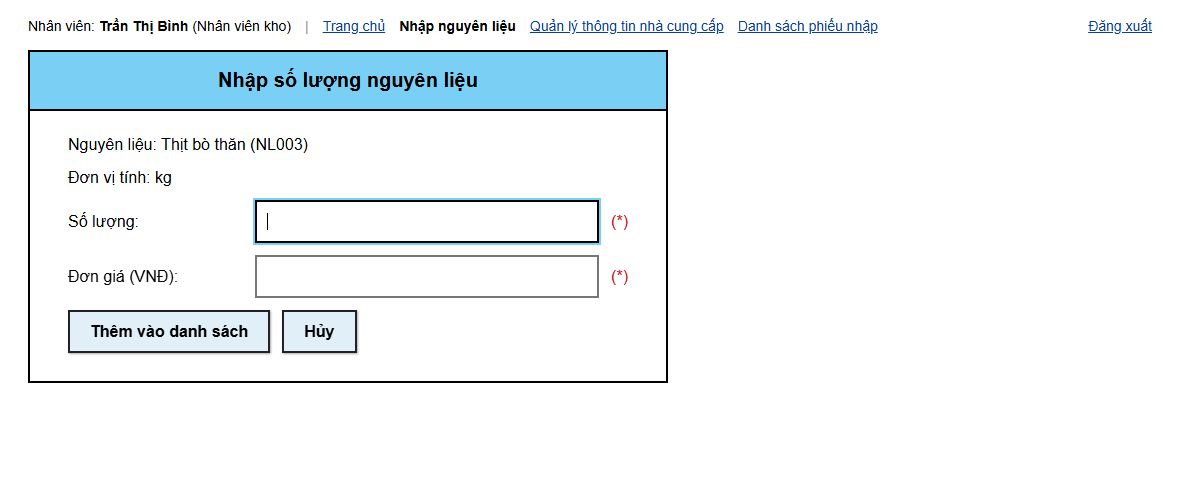 Nhân viên: Trần Thị Bình (Nhân viên kho) | Trang chủ Nhập nguyên liệu Quản lý thông tin nhà cung cấp Danh sách phiếu nhập Đăng xuất
Nhập số lượng nguyên liệu
Nguyên liệu: Thịt bò thăn (NL003)
Đơn vị tính: kg
Số lượng: (*)
Đơn giá (VNĐ): (*)
Thêm vào danh sách Hủy